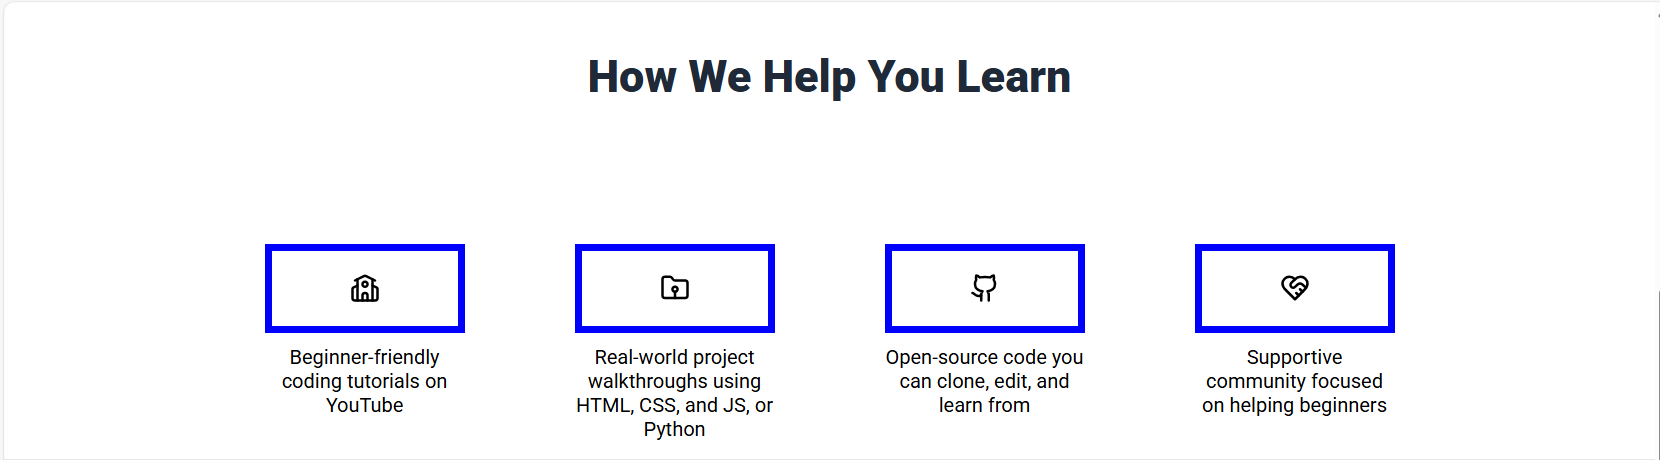 How We Help You Learn
Beginner-friendly
coding tutorials on
YouTube
Real-world project
walkthroughs using
HTML, CSS, and JS, or
Python
Open-source code you
can clone, edit, and
learn from
Supportive
community focused
on helping beginners